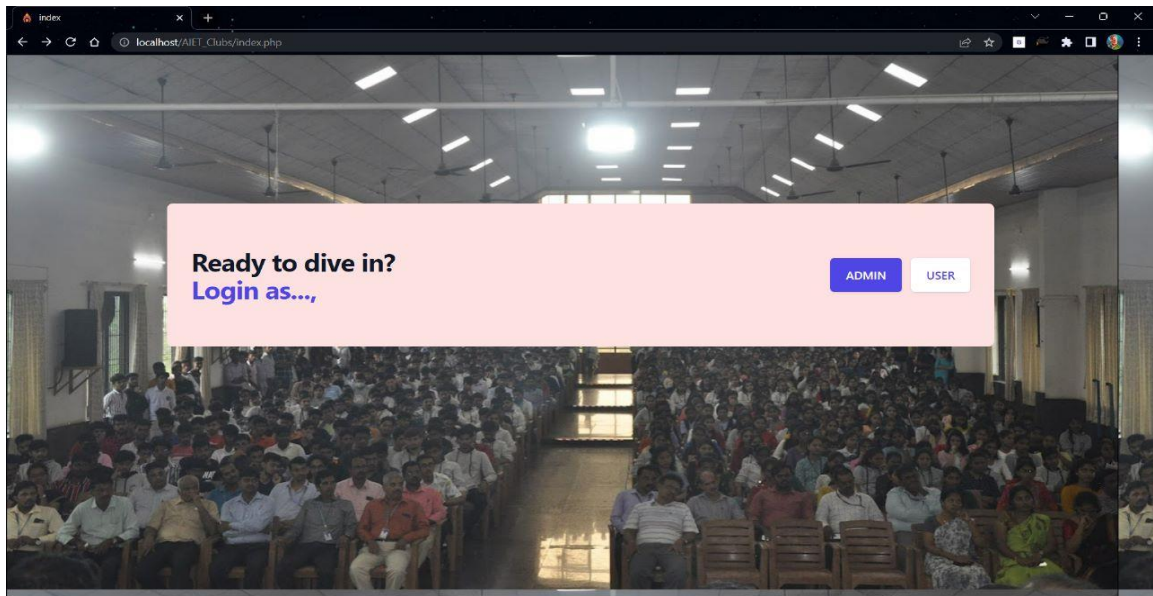 index
localhost/AIET_Clubs/index.php
Ready to dive in?
Login as...,
ADMIN
USER